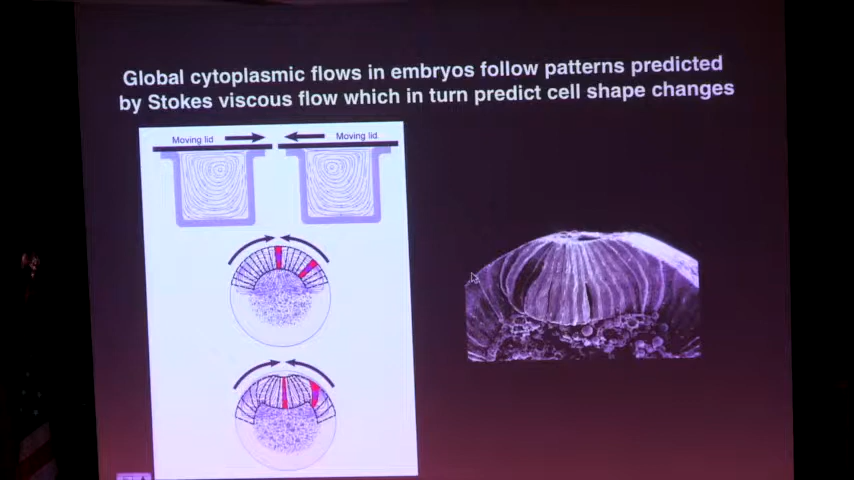 Global cytoplasmic flows in embryos follow patterns predicted
by Stokes viscous flow which in turn predict cell shape changes
Moving lid
Moving lid